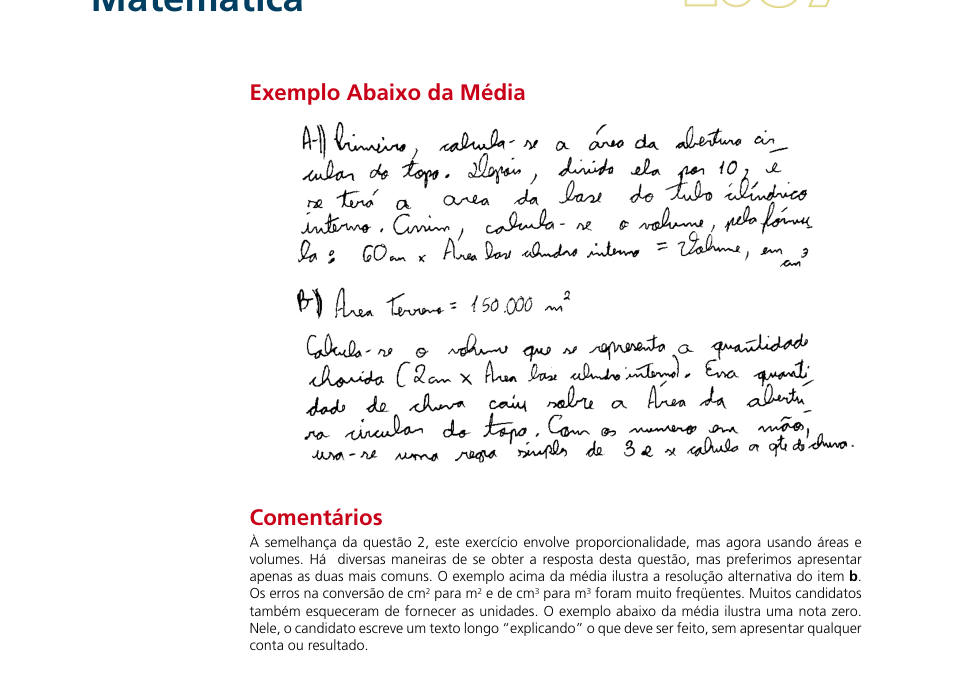 Matemática
Exemplo Abaixo da Média
A-)) Primeiro, calcula-se a área da abertura cir_
cular do topo. Depois, divido ela por 10, e
se terá a area da base do tubo cilíndrico
interno. Assim, calcula-se o volume, pela fórmu_
la: 60cm x Área base cilindro interno = Volume, em cm³
B-)) Área Terreno = 150.000 m²
Calcula-se o volume que se representa a quantidade
chovida (2cm x Área base cilindro interno). Essa quanti_
dade de chuva caiu sobre a Área da abertu_
ra circular do topo. Com os numeros em mãos,
usa-se uma regra simples de 3 e se calcula a qte de chuva.
Comentários
À semelhança da questão 2, este exercício envolve proporcionalidade, mas agora usando áreas e
volumes. Há diversas maneiras de se obter a resposta desta questão, mas preferimos apresentar
apenas as duas mais comuns. O exemplo acima da média ilustra a resolução alternativa do item b.
Os erros na conversão de cm² para m² e de cm³ para m³ foram muito freqüentes. Muitos candidatos
também esqueceram de fornecer as unidades. O exemplo abaixo da média ilustra uma nota zero.
Nele, o candidato escreve um texto longo “explicando” o que deve ser feito, sem apresentar qualquer
conta ou resultado.